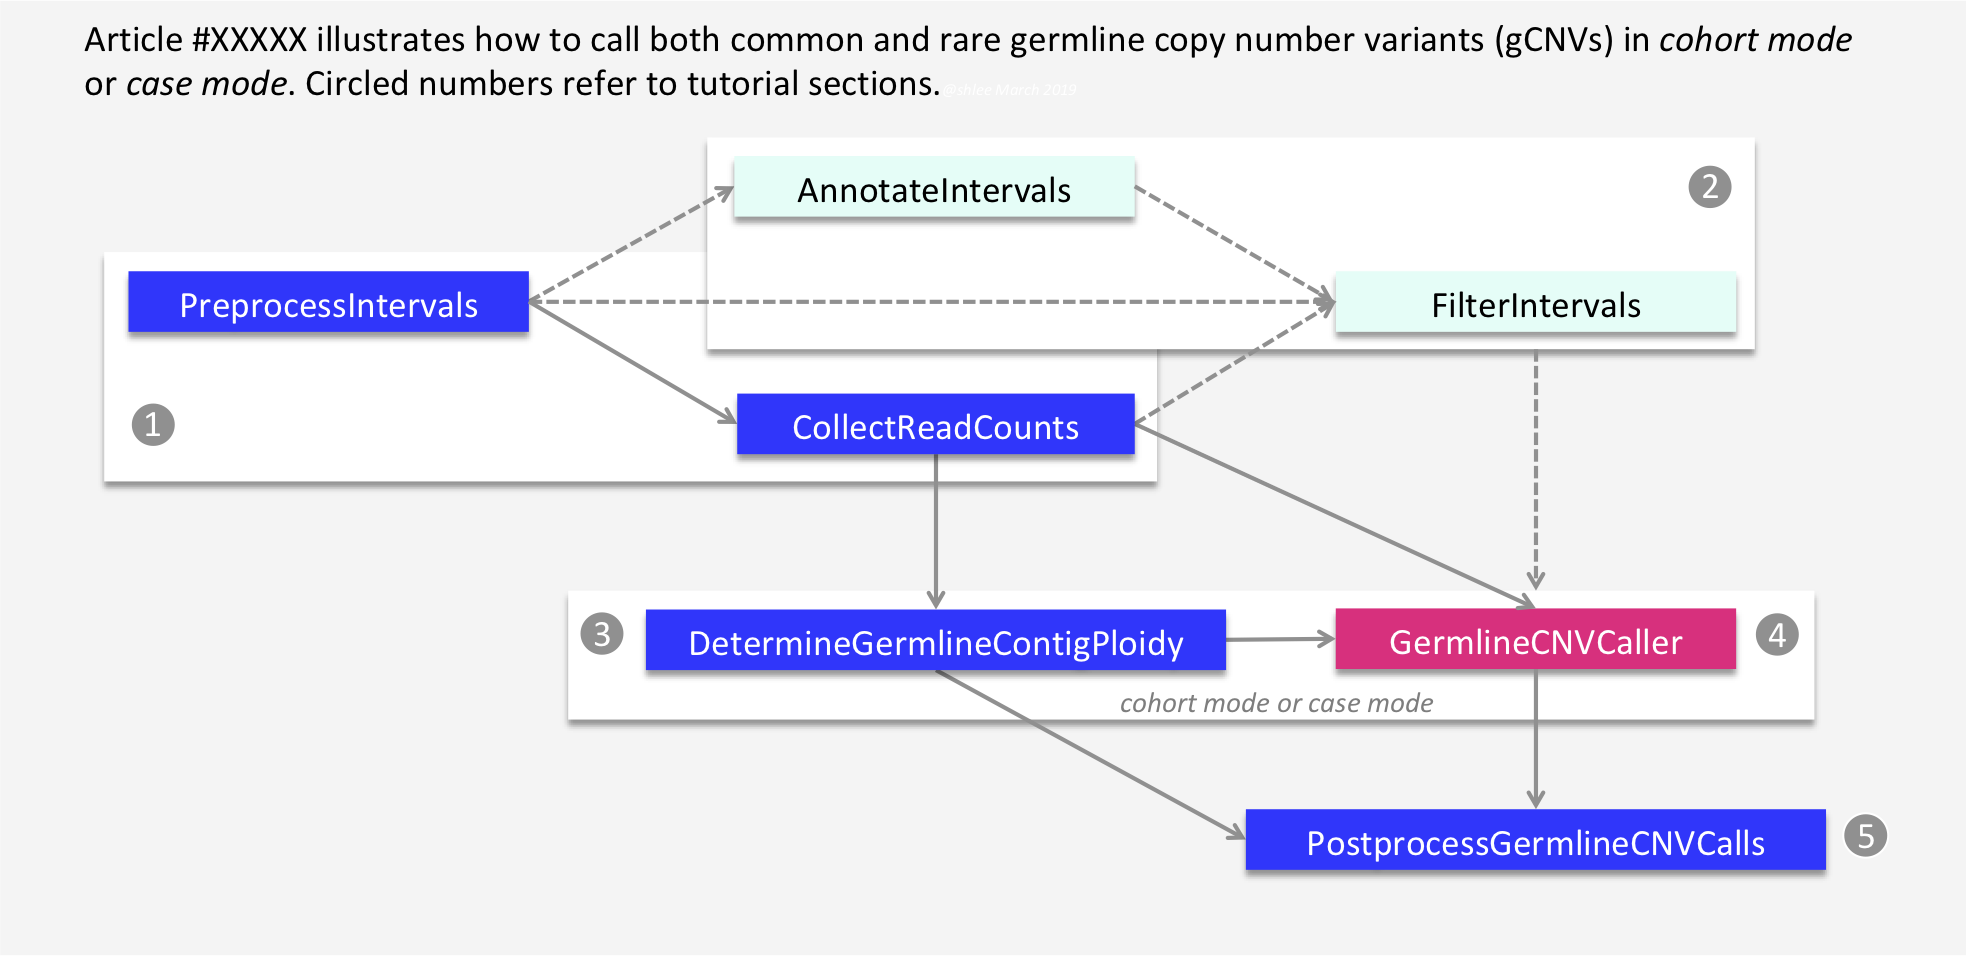 Article #XXXXX illustrates how to call both common and rare germline copy number variants (gCNVs) in cohort mode
or case mode. Circled numbers refer to tutorial sections.
@shlee March 2019
AnnotateIntervals
2
PreprocessIntervals
FilterIntervals
1
CollectReadCounts
3
DetermineGermlineContigPloidy
GermlineCNVCaller
4
cohort mode or case mode
PostprocessGermlineCNVCalls
5